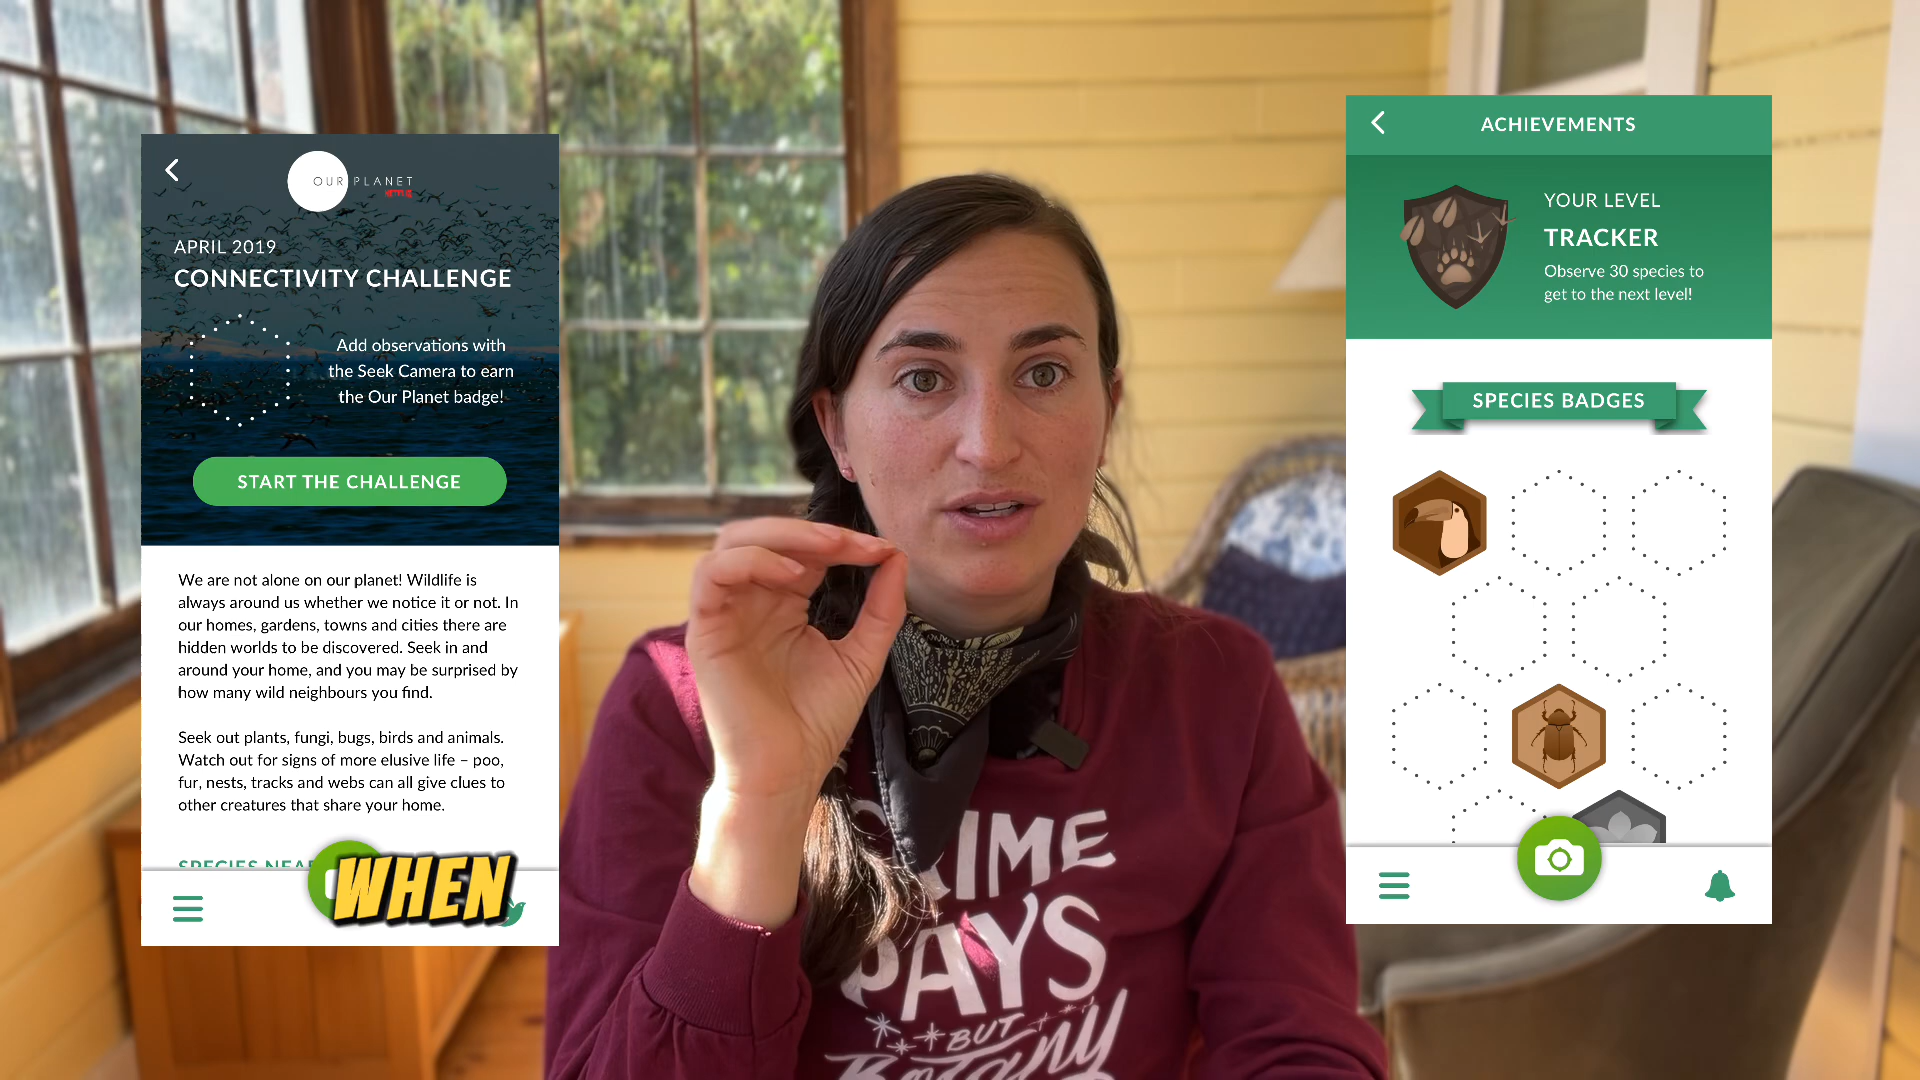 OUR PLANET
NETFLIX
APRIL 2019
CONNECTIVITY CHALLENGE
Add observations with
the Seek Camera to earn
the Our Planet badge!
START THE CHALLENGE
We are not alone on our planet! Wildlife is
always around us whether we notice it or not. In
our homes, gardens, towns and cities there are
hidden worlds to be discovered. Seek in and
around your home, and you may be surprised by
how many wild neighbours you find.
Seek out plants, fungi, bugs, birds and animals.
Watch out for signs of more elusive life – poo,
fur, nests, tracks and webs can all give clues to
other creatures that share your home.
SPECIES NEA
WHEN
PAYS
BUT
Botany
ACHIEVEMENTS
YOUR LEVEL
TRACKER
Observe 30 species to
get to the next level!
SPECIES BADGES